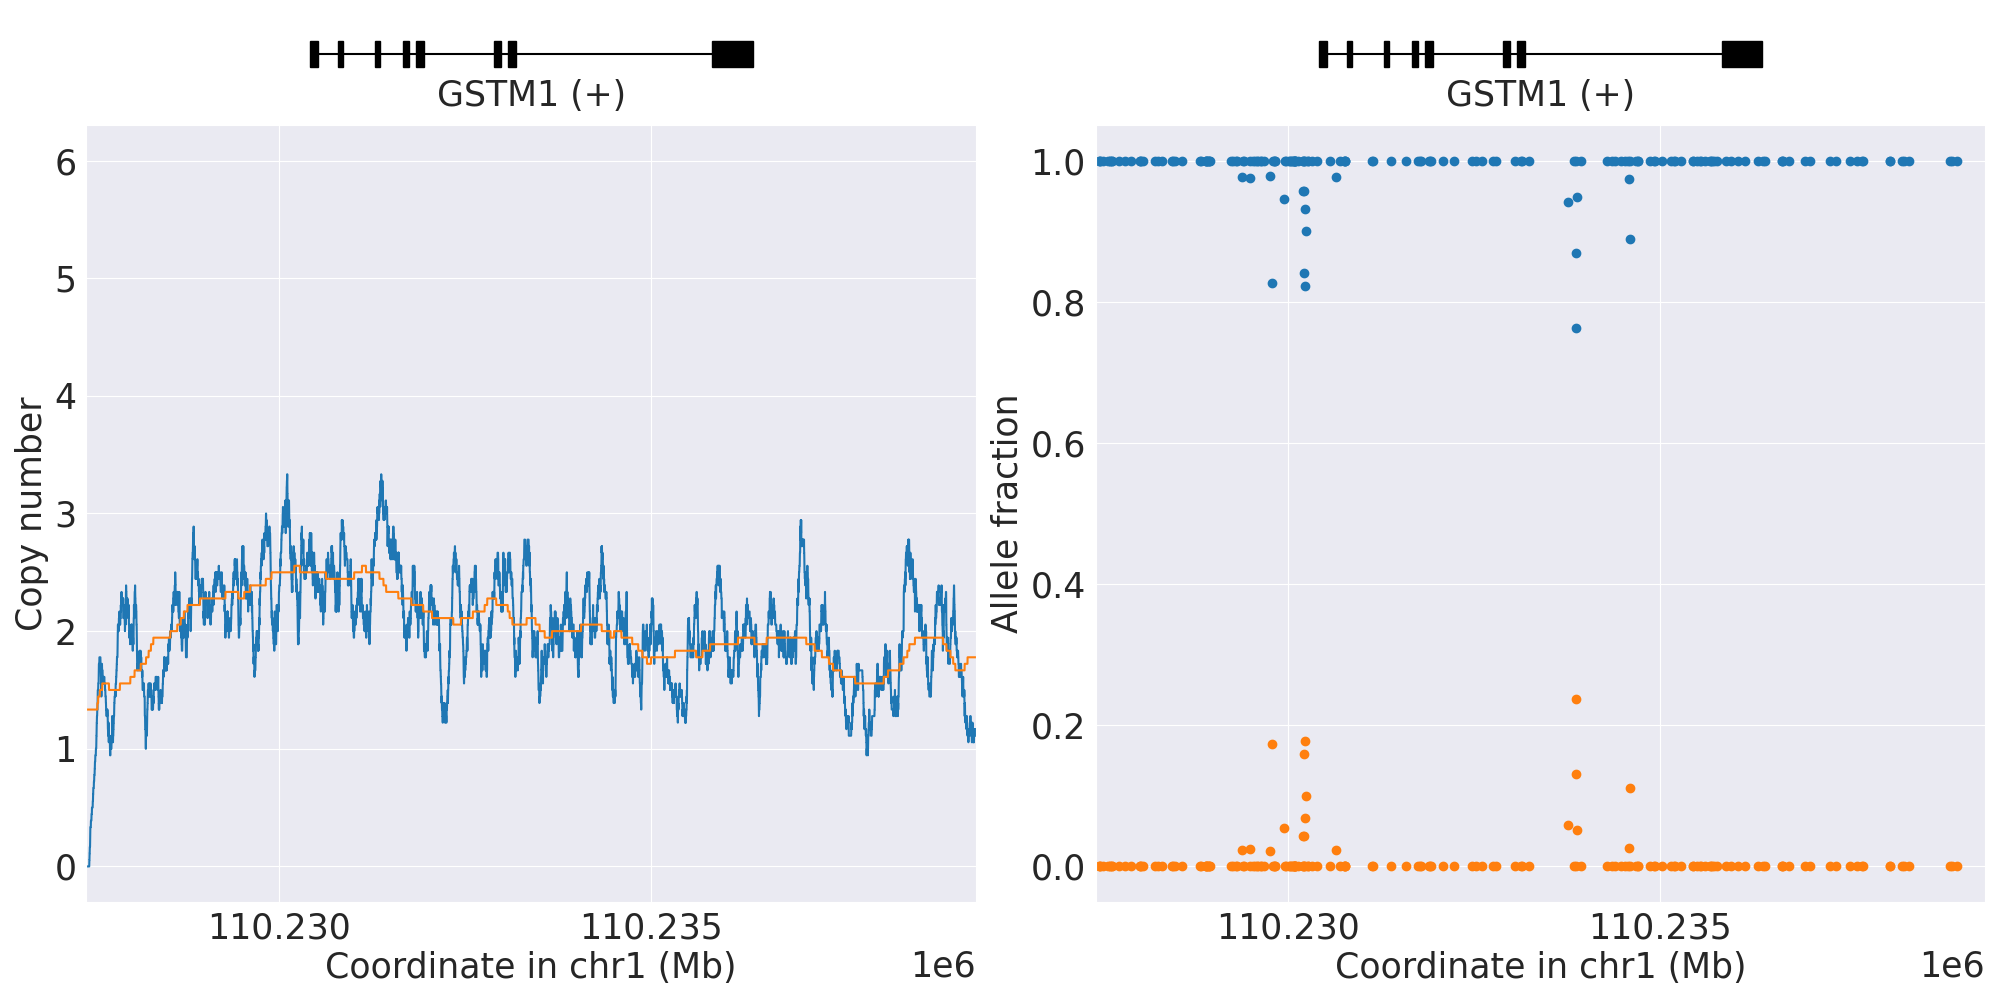 GSTM1 (+)
6
5
4
3
2
1
0
Copy number
110.230
110.235
Coordinate in chr1 (Mb)
1e6
GSTM1 (+)
1.0
0.8
0.6
0.4
0.2
0.0
Allele fraction
110.230
110.235
Coordinate in chr1 (Mb)
1e6